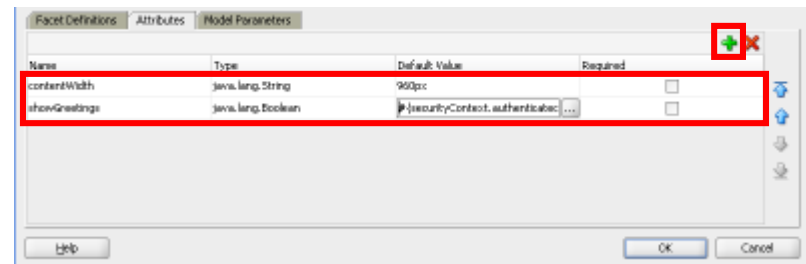 Facet Definitions Attributes Model Parameters
Name Type Default Value Required
contentWidth java.lang.String 960px
showGreetings java.lang.Boolean #{securityContext.authenticated ...
Help OK Cancel